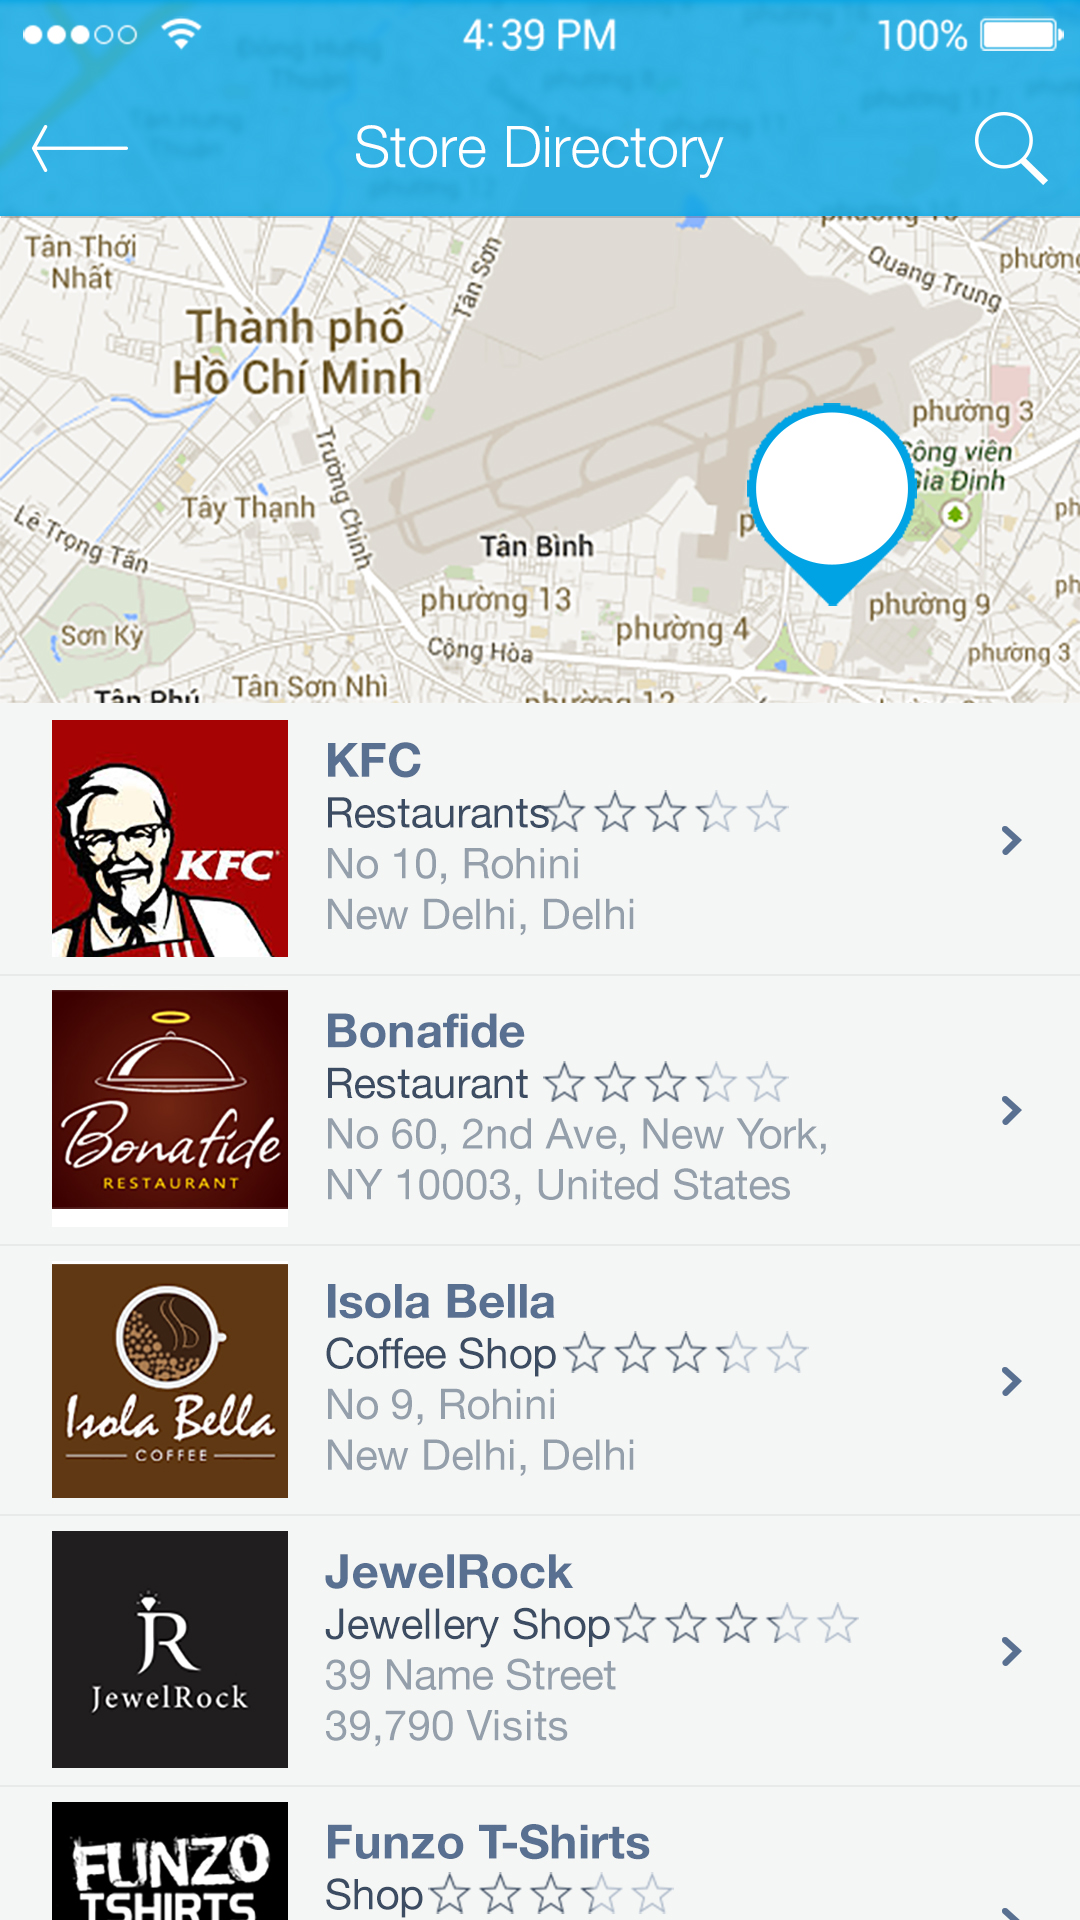 4:39 PM
100%
Store Directory
Tân Thới
Nhất
Tân Sơn
Quang Trung
Thành phố
Hồ Chí Minh
phường 3
Công viên
Gia Định
Trường Chinh
Tây Thạnh
Lê Trọng Tấn
Tân Bình
phường 13
phường 9
phường 4
Sơn Kỳ
Cộng Hòa
phường 3
Tân Sơn Nhì
Tân Phú
phường 12
KFC
KFC
Restaurants
No 10, Rohini
New Delhi, Delhi
Bonafide
RESTAURANT
Bonafide
Restaurant
No 60, 2nd Ave, New York,
NY 10003, United States
Isola Bella
COFFEE
Isola Bella
Coffee Shop
No 9, Rohini
New Delhi, Delhi
JR
JewelRock
JewelRock
Jewellery Shop
39 Name Street
39,790 Visits
FUNZO
TSHIRTS
Funzo T-Shirts
Shop